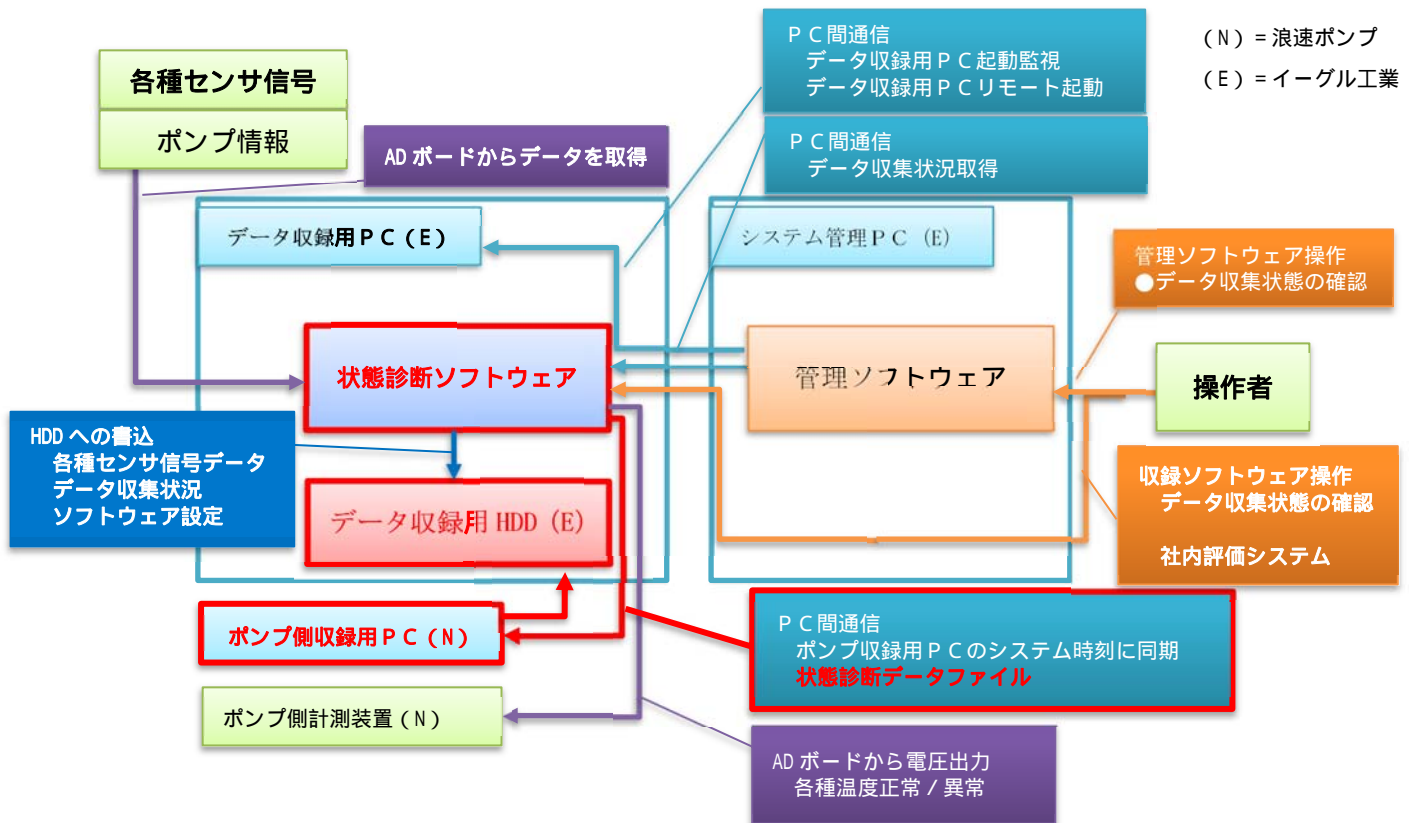 PC間通信
データ収録用PC起動監視
データ収録用PCリモート起動
(N)=浪速ポンプ
(E)=イーグル工業
各種センサ信号
ポンプ情報
ADボードからデータを取得
PC間通信
データ収集状況取得
データ収録用PC(E)
システム管理PC (E)
管理ソフトウェア操作
●データ収集状態の確認
状態診断ソフトウェア
管理ソフトウェア
操作者
HDDへの書込
各種センサ信号データ
データ収集状況
ソフトウェア設定
データ収録用 HDD (E)
収録ソフトウェア操作
データ収集状態の確認
社内評価システム
ポンプ側収録用PC(N)
PC間通信
ポンプ収録用PCのシステム時刻に同期
状態診断データファイル
ポンプ側計測装置(N)
ADボードから電圧出力
各種温度正常/異常